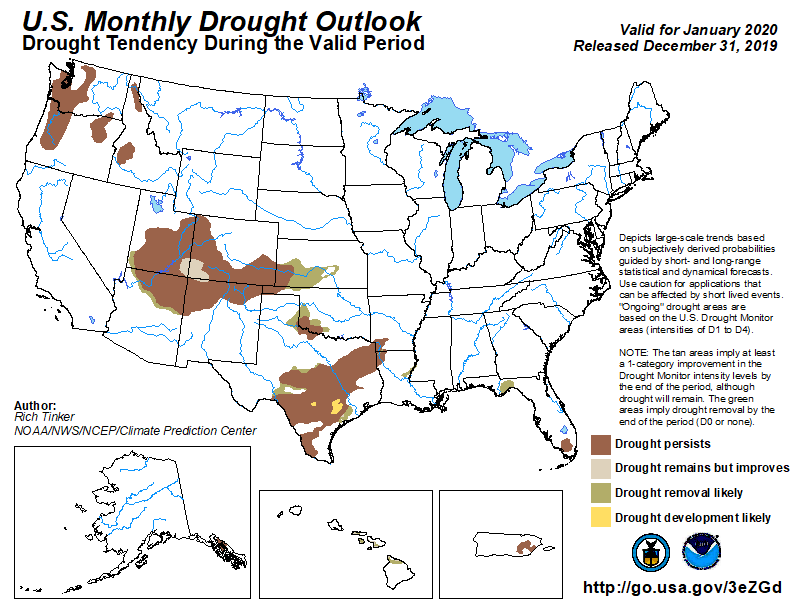 U.S. Monthly Drought Outlook
Drought Tendency During the Valid Period
Valid for January 2020
Released December 31, 2019
Depicts large-scale trends based
on subjectively derived probabilities
guided by short- and long-range
statistical and dynamical forecasts.
Use caution for applications that
can be affected by short lived events.
"Ongoing" drought areas are
based on the U.S. Drought Monitor
areas (intensities of D1 to D4).
NOTE: The tan areas imply at least
a 1-category improvement in the
Drought Monitor intensity levels by
the end of the period, although
drought will remain. The green
areas imply drought removal by the
end of the period (D0 or none).
Author:
Rich Tinker
NOAA/NWS/NCEP/Climate Prediction Center
Drought persists
Drought remains but improves
Drought removal likely
Drought development likely
http://go.usa.gov/3eZGd